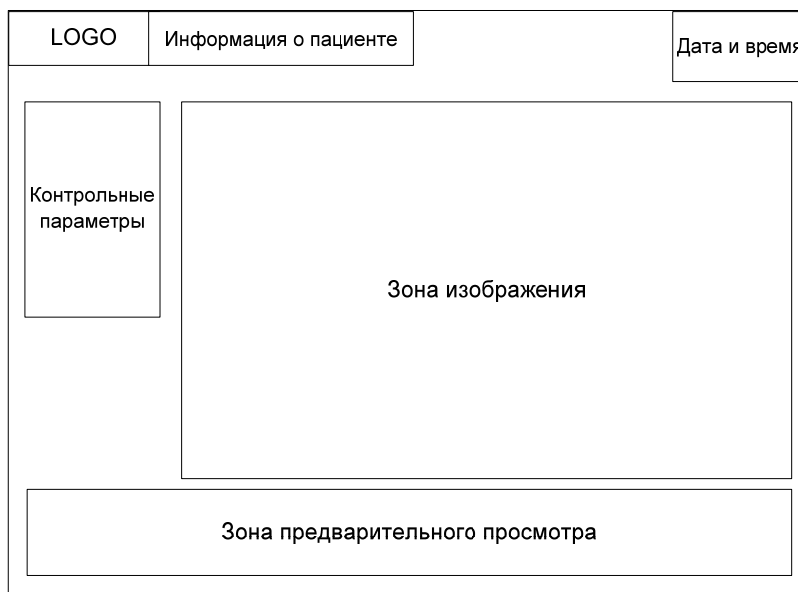 LOGO
Информация о пациенте
Дата и время
Контрольные
параметры
Зона изображения
Зона предварительного просмотра